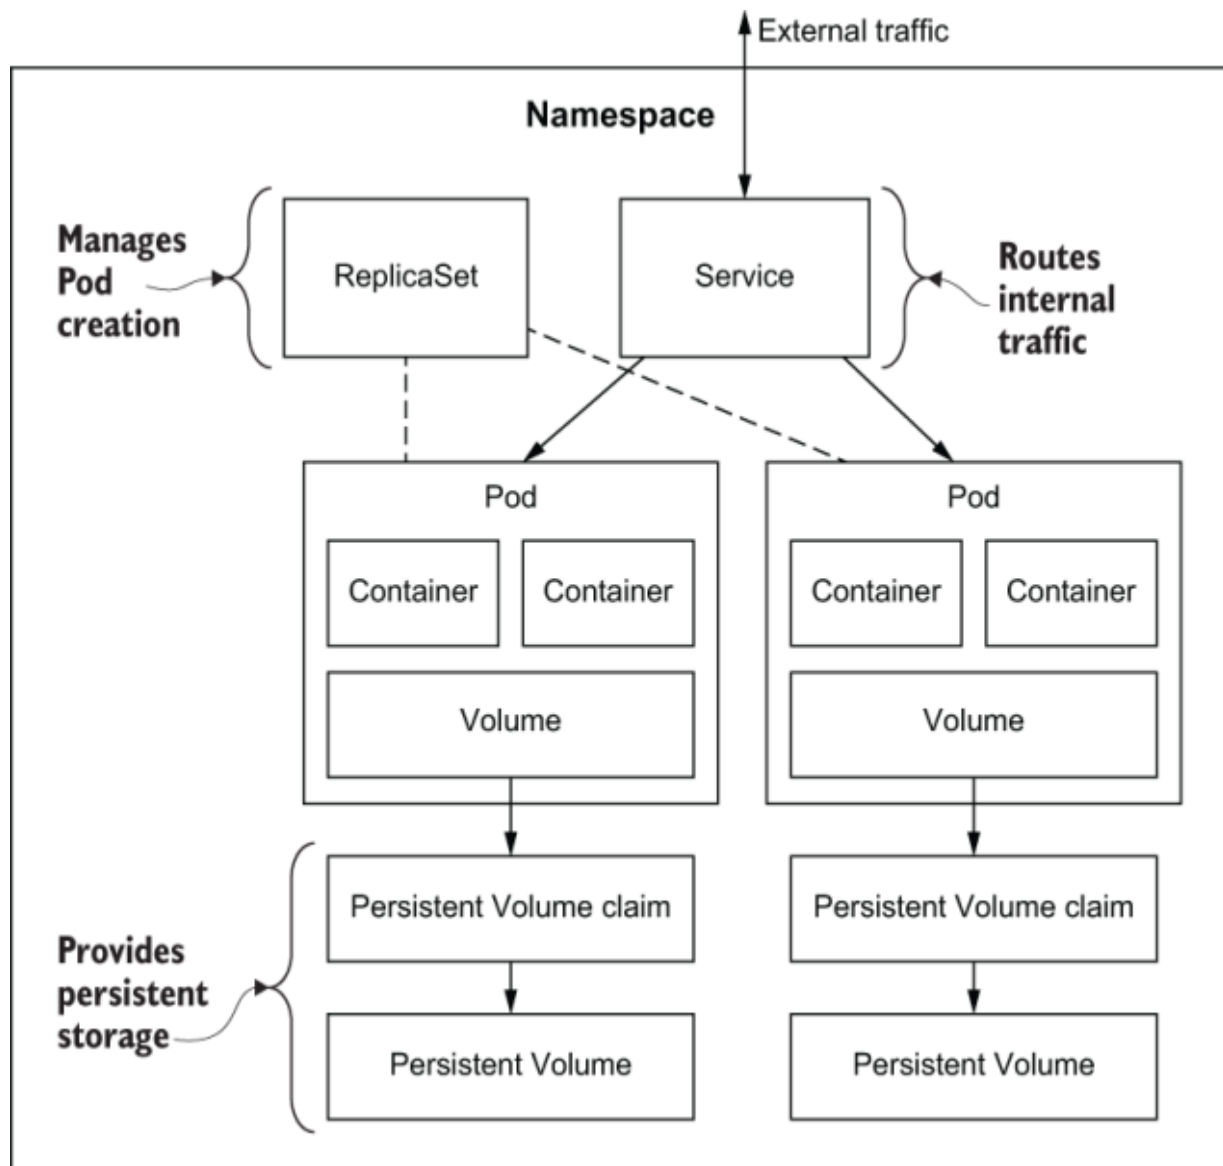 External traffic
Namespace
Manages
Pod
creation
ReplicaSet
Service
Routes
internal
traffic
Pod
Pod
Container
Container
Container
Container
Volume
Volume
Persistent Volume claim
Persistent Volume claim
Provides
persistent
storage
Persistent Volume
Persistent Volume